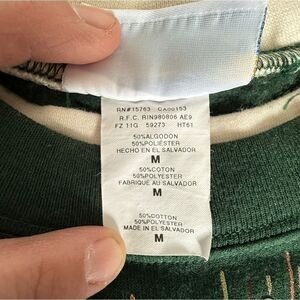 RN#15763 CA00153
R.F.C. RIN980806 AE9
FZ 11G 59273 HT61
50%ALGODON
50%POLIÉSTER
HECHO EN EL SALVADOR
M
50%COTON
50%POLYESTER
FABRIQUE AU SALVADOR
M
50%COTTON
50%POLYESTER
MADE IN EL SALVADOR
M